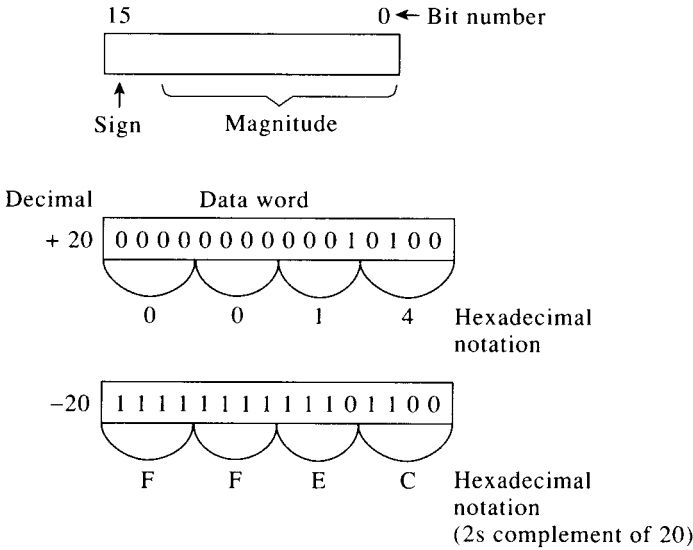 15 0 ← Bit number
Sign Magnitude
Decimal Data word
+ 20 0 0 0 0 0 0 0 0 0 0 0 1 0 1 0 0
0 0 1 4 Hexadecimal
notation
−20 1 1 1 1 1 1 1 1 1 1 1 0 1 1 0 0
F F E C Hexadecimal
notation
(2s complement of 20)